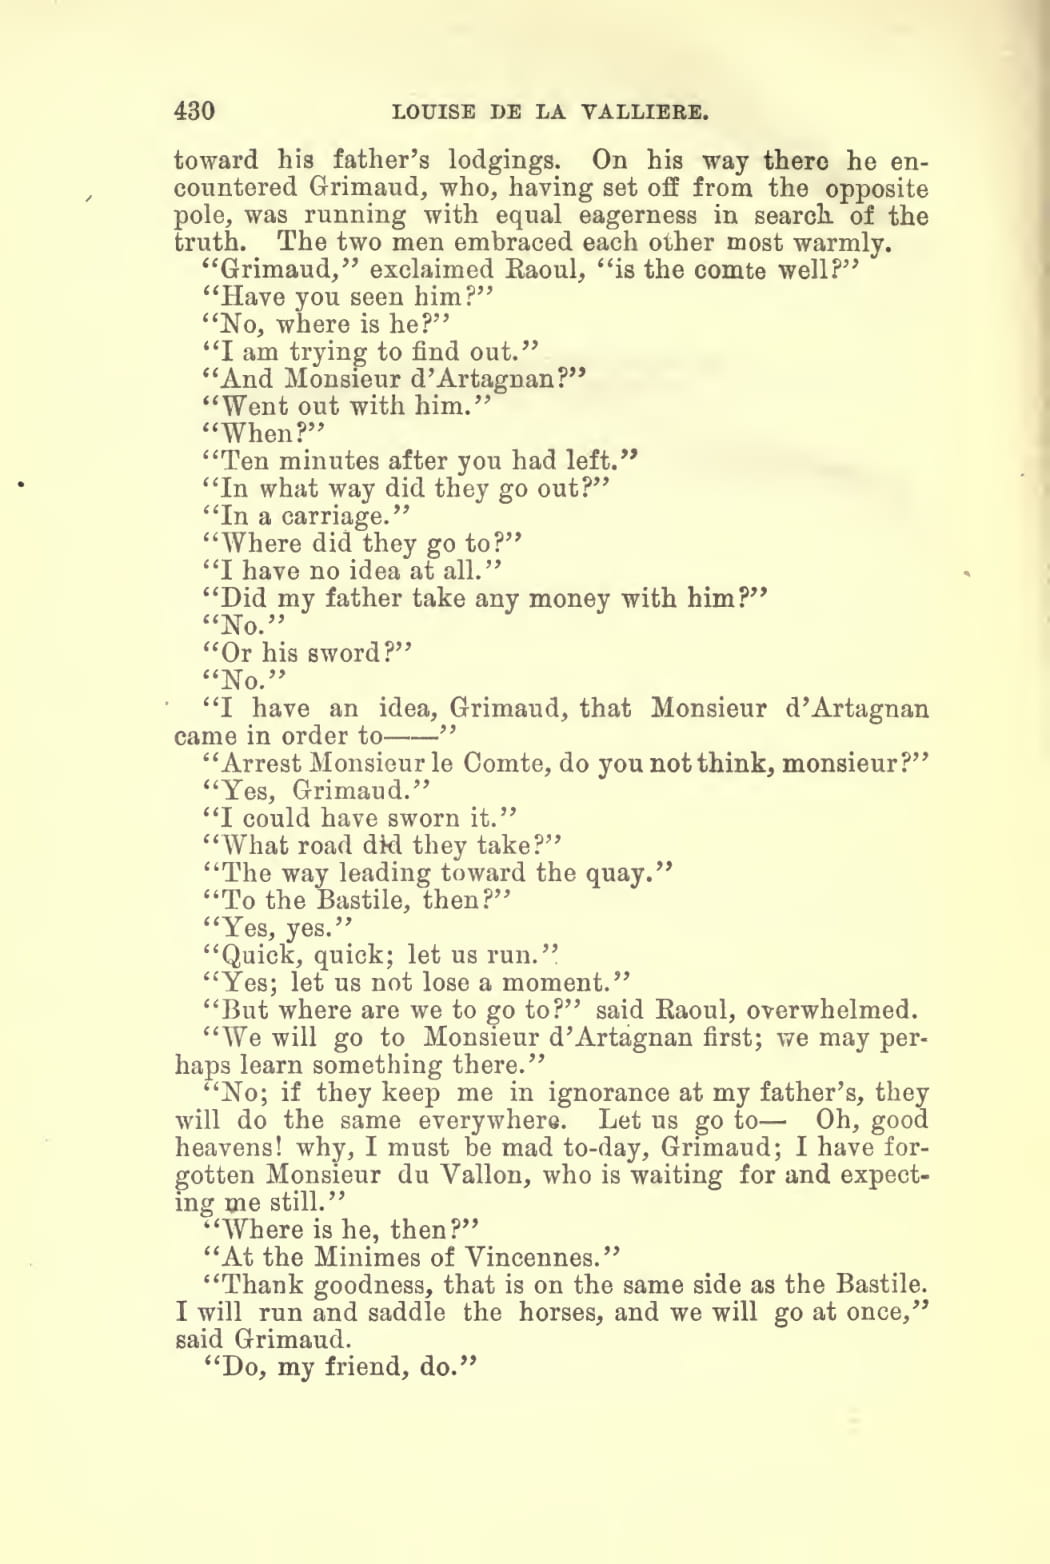 430 LOUISE DE LA VALLIERE.
toward his father's lodgings. On his way there he en-
countered Grimaud, who, having set off from the opposite
pole, was running with equal eagerness in search of the
truth. The two men embraced each other most warmly.
“Grimaud,” exclaimed Raoul, “is the comte well?”
“Have you seen him?”
“No, where is he?”
“I am trying to find out.”
“And Monsieur d'Artagnan?”
“Went out with him.”
“When?”
“Ten minutes after you had left.”
“In what way did they go out?”
“In a carriage.”
“Where did they go to?”
“I have no idea at all.”
“Did my father take any money with him?”
“No.”
“Or his sword?”
“No.”
“I have an idea, Grimaud, that Monsieur d'Artagnan
came in order to——”
“Arrest Monsieur le Comte, do you not think, monsieur?”
“Yes, Grimaud.”
“I could have sworn it.”
“What road did they take?”
“The way leading toward the quay.”
“To the Bastile, then?”
“Yes, yes.”
“Quick, quick; let us run.”
“Yes; let us not lose a moment.”
“But where are we to go to?” said Raoul, overwhelmed.
“We will go to Monsieur d'Artagnan first; we may per-
haps learn something there.”
“No; if they keep me in ignorance at my father's, they
will do the same everywhere. Let us go to— Oh, good
heavens! why, I must be mad to-day, Grimaud; I have for-
gotten Monsieur du Vallon, who is waiting for and expect-
ing me still.”
“Where is he, then?”
“At the Minimes of Vincennes.”
“Thank goodness, that is on the same side as the Bastile.
I will run and saddle the horses, and we will go at once,”
said Grimaud.
“Do, my friend, do.”